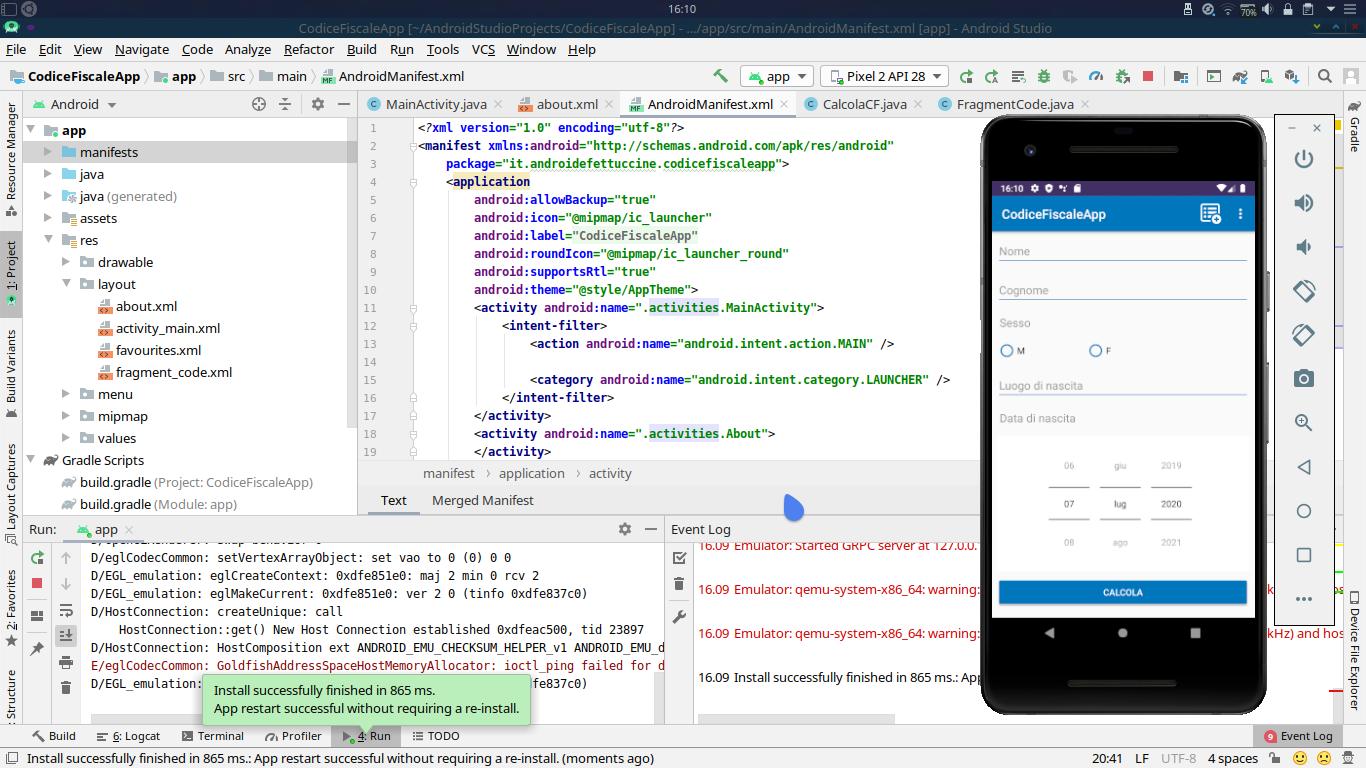 16:10
70%
CodiceFiscaleApp [~/AndroidStudioProjects/CodiceFiscaleApp] - .../app/src/main/AndroidManifest.xml [app] - Android Studio
File Edit View Navigate Code Analyze Refactor Build Run Tools VCS Window Help
CodiceFiscaleApp app src main AndroidManifest.xml app Pixel 2 API 28
Android MainActivity.java about.xml AndroidManifest.xml CalcolaCF.java FragmentCode.java
Resource Manager
1: Project
Build Variants
Layout Captures
2: Favorites
Structure
app
manifests
java
java (generated)
assets
res
drawable
layout
about.xml
activity_main.xml
favourites.xml
fragment_code.xml
menu
mipmap
values
Gradle Scripts
build.gradle (Project: CodiceFiscaleApp)
build.gradle (Module: app)
1 <?xml version="1.0" encoding="utf-8"?>
2 <manifest xmlns:android="http://schemas.android.com/apk/res/android"
3 package="it.androidefettuccine.codicefiscaleapp">
4 <application
5 android:allowBackup="true"
6 android:icon="@mipmap/ic_launcher"
7 android:label="CodiceFiscaleApp"
8 android:roundIcon="@mipmap/ic_launcher_round"
9 android:supportsRtl="true"
10 android:theme="@style/AppTheme">
11 <activity android:name=".activities.MainActivity">
12 <intent-filter>
13 <action android:name="android.intent.action.MAIN" />
14
15 <category android:name="android.intent.category.LAUNCHER" />
16 </intent-filter>
17 </activity>
18 <activity android:name=".activities.About">
19 </activity>
manifest application activity
Text Merged Manifest
16:10
CodiceFiscaleApp
Nome
Cognome
Sesso
M F
Luogo di nascita
Data di nascita
06 giu 2019
07 lug 2020
08 ago 2021
CALCOLA
Gradle
Device File Explorer
Run: app
D/eglCodecCommon: setVertexArrayObject: set vao to 0 (0) 0 0
D/EGL_emulation: eglCreateContext: 0xdfe851e0: maj 2 min 0 rcv 2
D/EGL_emulation: eglMakeCurrent: 0xdfe851e0: ver 2 0 (tinfo 0xdfe837c0)
D/HostConnection: createUnique: call
HostConnection::get() New Host Connection established 0xdfeac500, tid 23897
D/HostConnection: HostComposition ext ANDROID_EMU_CHECKSUM_HELPER_v1 ANDROID_EMU_d
E/eglCodecCommon: GoldfishAddressSpaceHostMemoryAllocator: ioctl_ping failed for d
D/EGL_emulation: dfe837c0)
Install successfully finished in 865 ms.
App restart successful without requiring a re-install.
Event Log
16.09 Emulator: Started GRPC server at 127.0.0.
16.09 Emulator: qemu-system-x86_64: warning:
16.09 Emulator: qemu-system-x86_64: warning: kHz) and hos
16.09 Install successfully finished in 865 ms.: App
Build 6: Logcat Terminal Profiler 4: Run TODO 9 Event Log
Install successfully finished in 865 ms.: App restart successful without requiring a re-install. (moments ago) 20:41 LF UTF-8 4 spaces